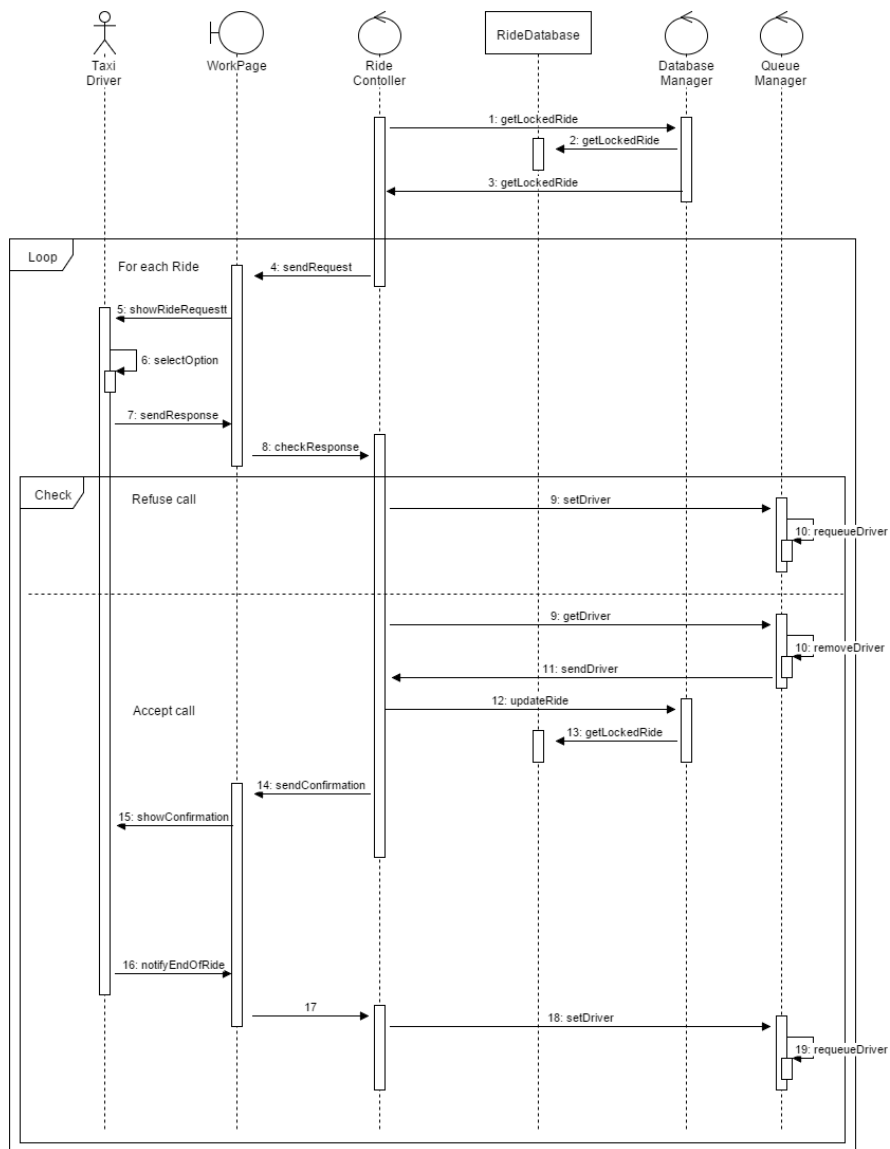 Taxi
Driver
WorkPage
Ride
Contoller
RideDatabase
Database
Manager
Queue
Manager
1: getLockedRide
2: getLockedRide
3: getLockedRide
Loop
For each Ride
4: sendRequest
5: showRideRequestt
6: selectOption
7: sendResponse
8: checkResponse
Check
Refuse call
9: setDriver
10: requeueDriver
9: getDriver
10: removeDriver
11: sendDriver
Accept call
12: updateRide
13: getLockedRide
14: sendConfirmation
15: showConfirmation
16: notifyEndOfRide
17
18: setDriver
19: requeueDriver